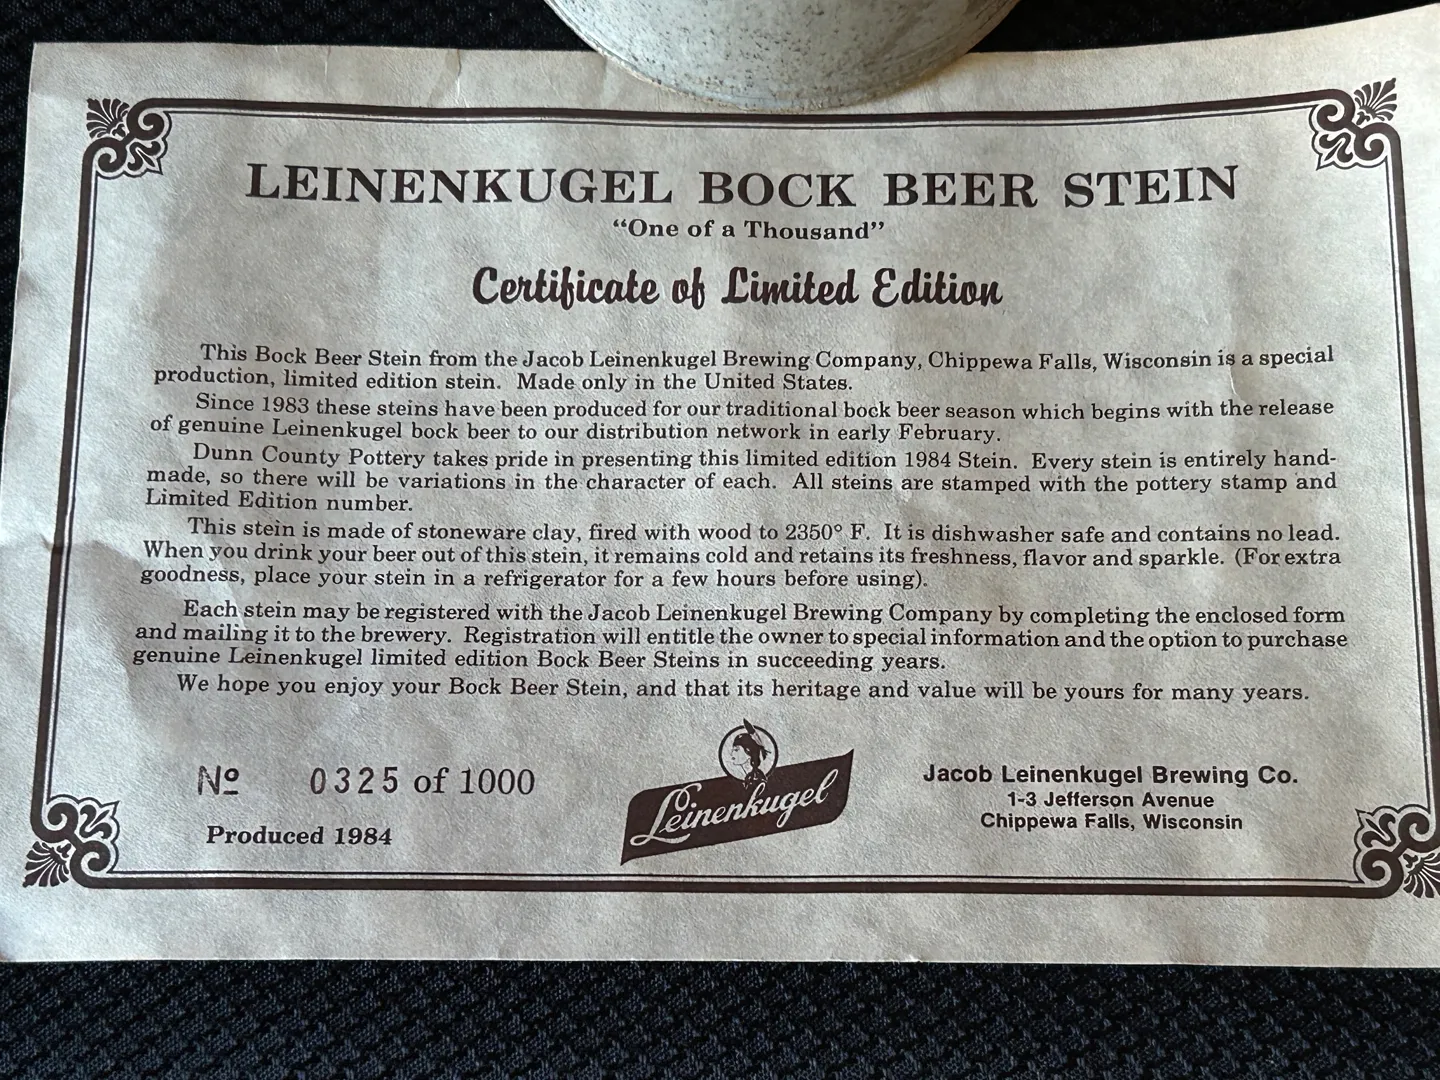 LEINENKUGEL BOCK BEER STEIN
“One of a Thousand”
Certificate of Limited Edition
This Bock Beer Stein from the Jacob Leinenkugel Brewing Company, Chippewa Falls, Wisconsin is a special
production, limited edition stein. Made only in the United States.
Since 1983 these steins have been produced for our traditional bock beer season which begins with the release
of genuine Leinenkugel bock beer to our distribution network in early February.
Dunn County Pottery takes pride in presenting this limited edition 1984 Stein. Every stein is entirely hand-
made, so there will be variations in the character of each. All steins are stamped with the pottery stamp and
Limited Edition number.
This stein is made of stoneware clay, fired with wood to 2350° F. It is dishwasher safe and contains no lead.
When you drink your beer out of this stein, it remains cold and retains its freshness, flavor and sparkle. (For extra
goodness, place your stein in a refrigerator for a few hours before using).
Each stein may be registered with the Jacob Leinenkugel Brewing Company by completing the enclosed form
and mailing it to the brewery. Registration will entitle the owner to special information and the option to purchase
genuine Leinenkugel limited edition Bock Beer Steins in succeeding years.
We hope you enjoy your Bock Beer Stein, and that its heritage and value will be yours for many years.
Nº 0325 of 1000
Produced 1984
Leinenkugel
Jacob Leinenkugel Brewing Co.
1-3 Jefferson Avenue
Chippewa Falls, Wisconsin